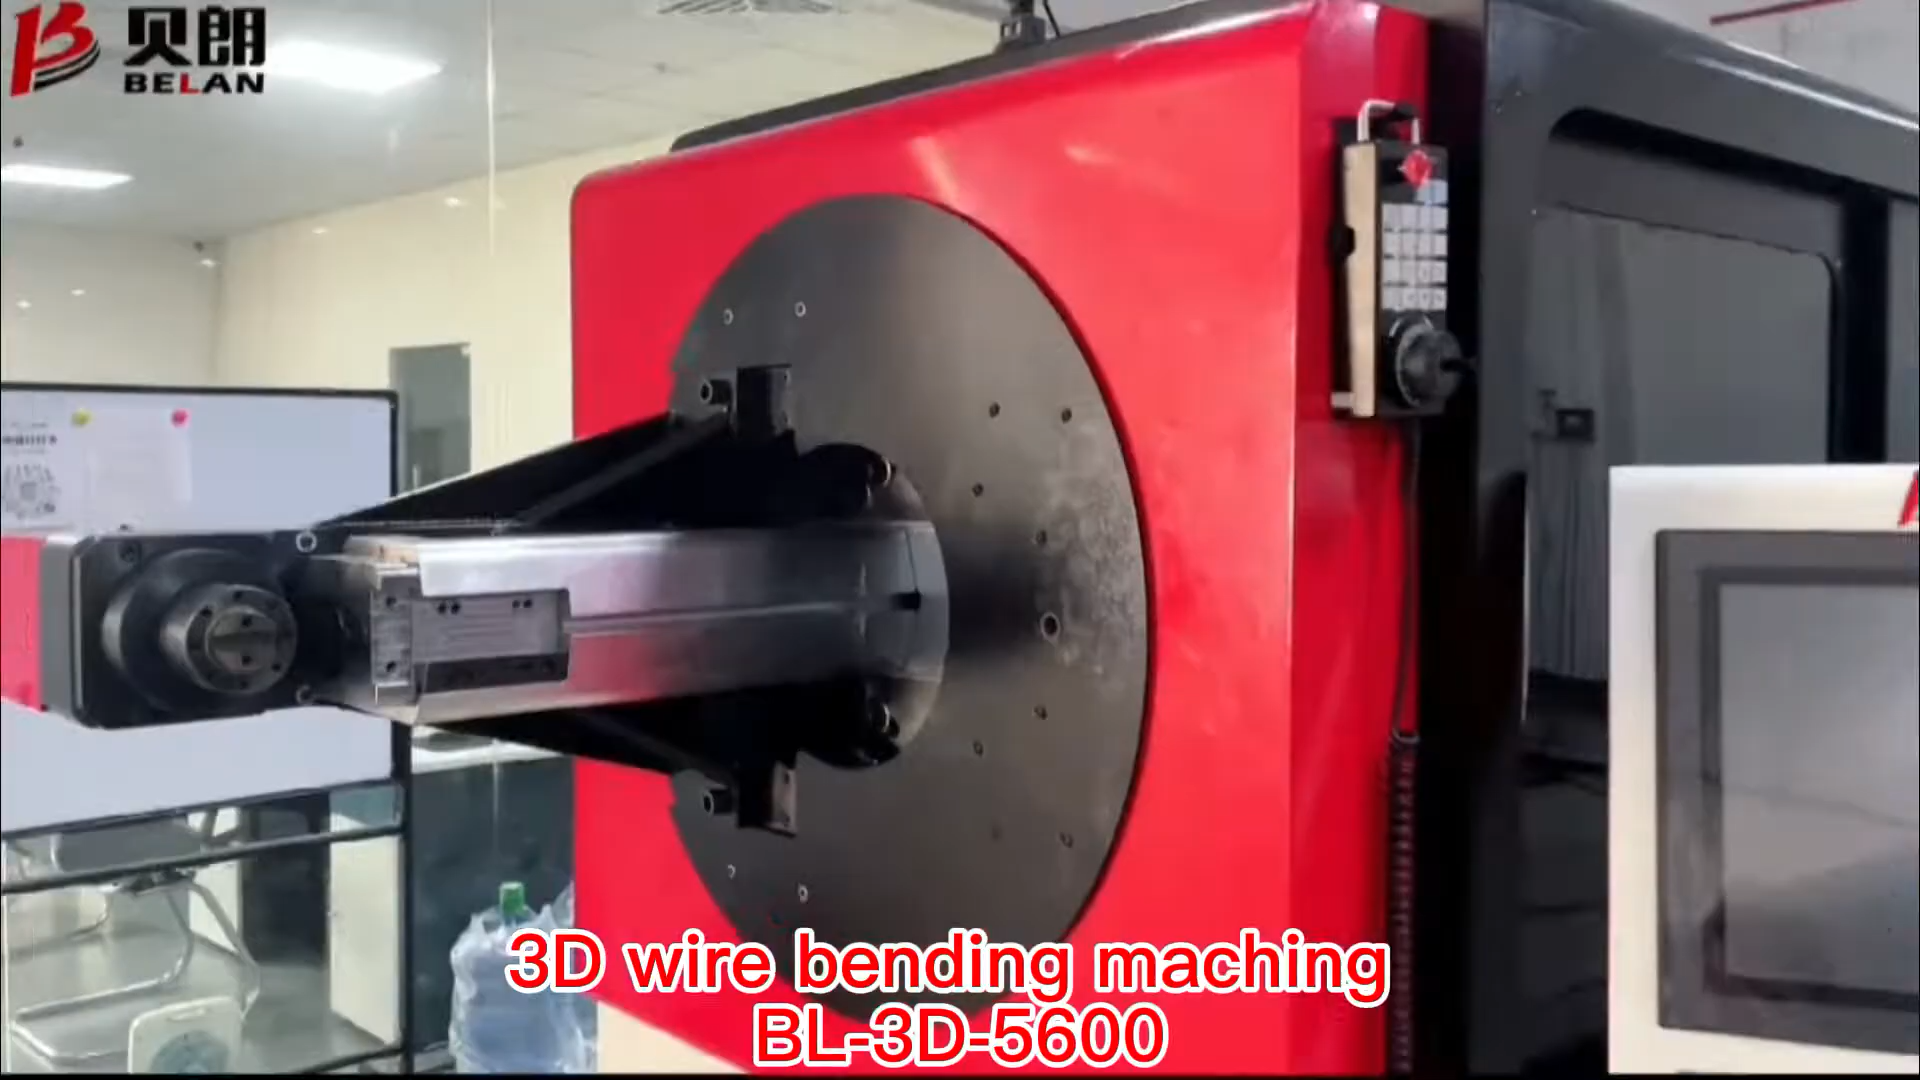 贝朗
BELAN
3D wire bending maching
BL-3D-5600